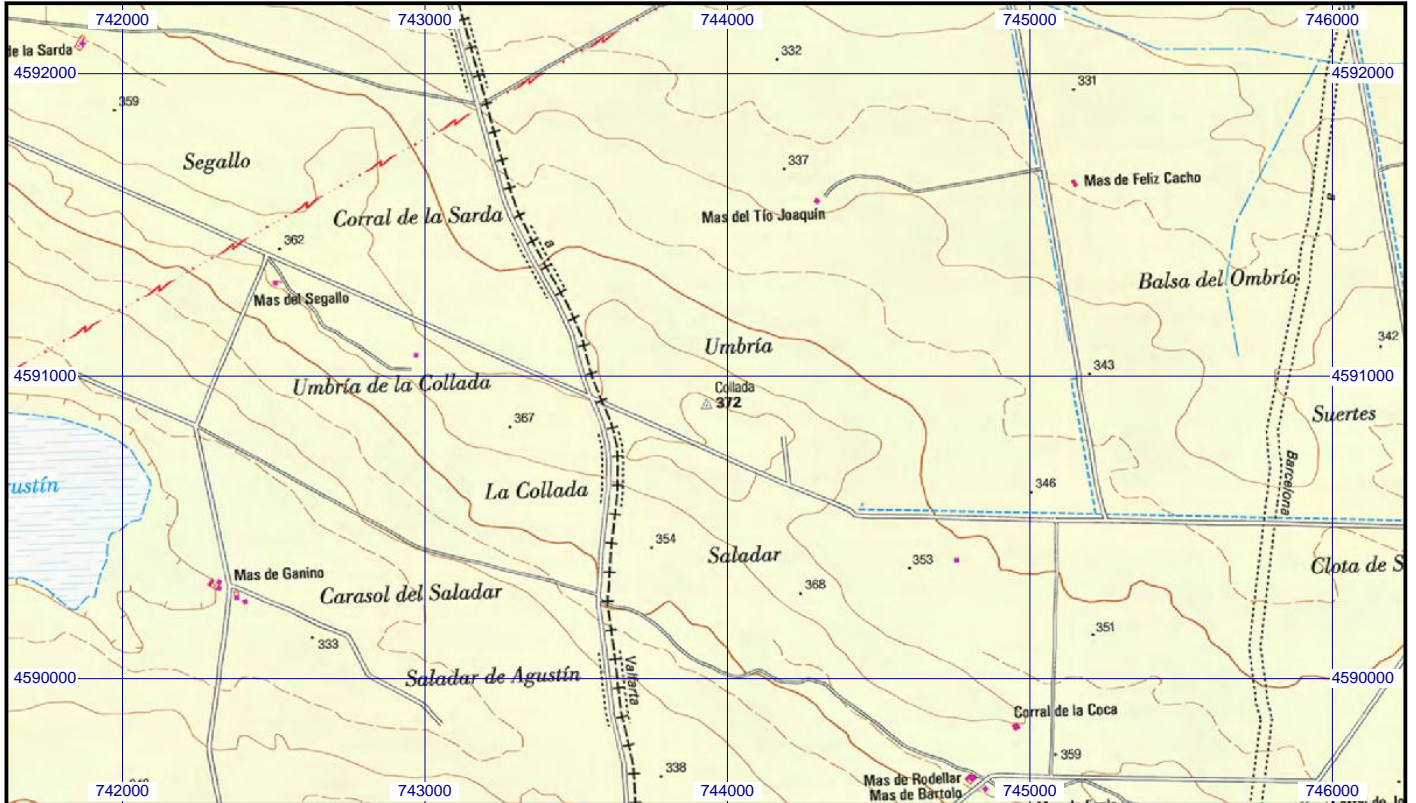 742000
743000
744000
745000
746000
de la Sarda
332
4592000
4592000
359
331
Segallo
337
Mas de Feliz Cacho
Corral de la Sarda
Mas del Tío Joaquín
a
a
362
Balsa del Ombrío
Mas del Segallo
Umbría
342
4591000
343
4591000
Umbría de la Collada
Collada
372
367
Suertes
Barcelona
ustín
La Collada
346
354
Saladar
353
368
Clota de S
Mas de Ganino
Carasol del Saladar
333
351
Valfarta
4590000
Saladar de Agustín
4590000
Corral de la Coca
359
338
Mas de Rodellar
Mas de Bartolo
742000
743000
744000
745000
746000